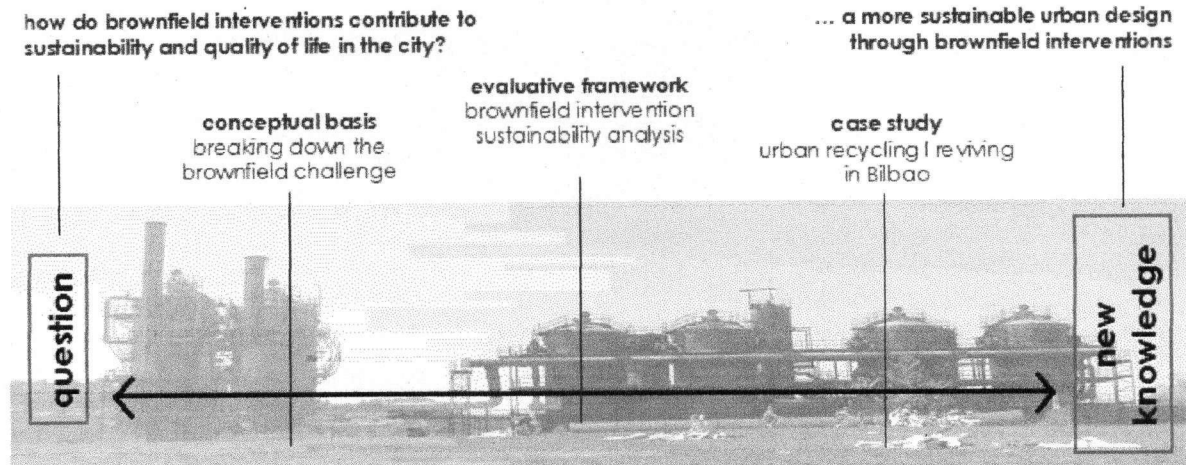 how do brownfield interventions contribute to
sustainability and quality of life in the city?
... a more sustainable urban design
through brownfield interventions
evaluative framework
brownfield intervention
sustainability analysis
conceptual basis
breaking down the
brownfield challenge
case study
urban recycling | reviving
in Bilbao
question
new
knowledge